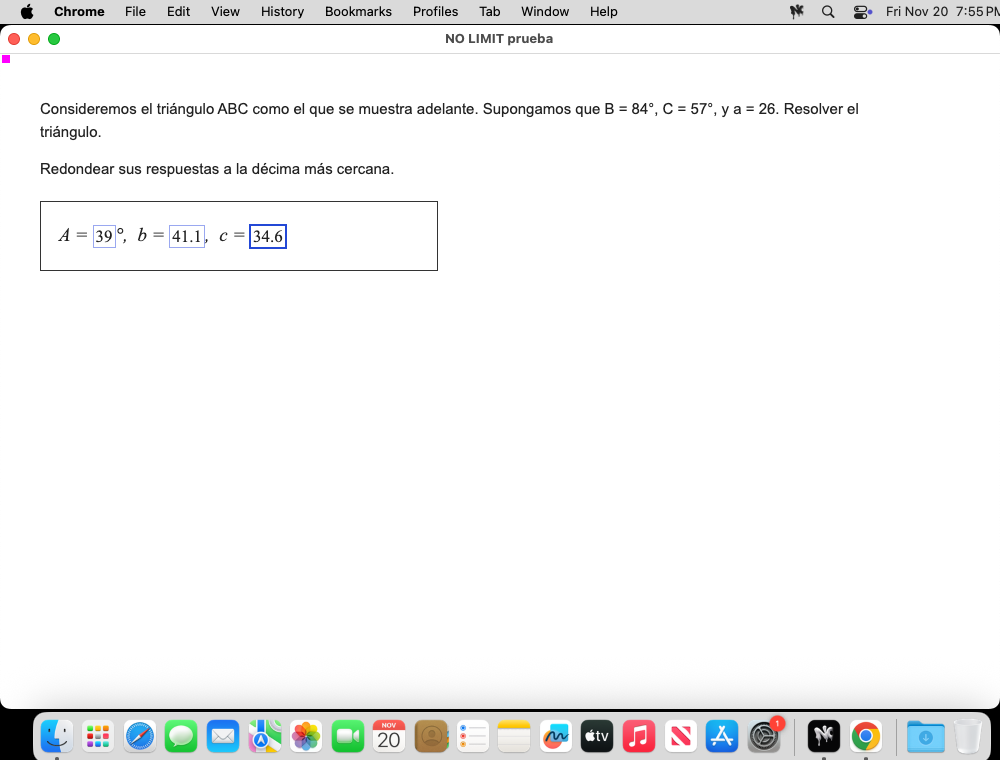 Chrome File Edit View History Bookmarks Profiles Tab Window Help Fri Nov 20 7:55 PM
NO LIMIT prueba
Consideremos el triángulo ABC como el que se muestra adelante. Supongamos que B = 84°, C = 57°, y a = 26. Resolver el
triángulo.
Redondear sus respuestas a la décima más cercana.
A = 39°, b = 41.1, c = 34.6
NOV
20
tv
1